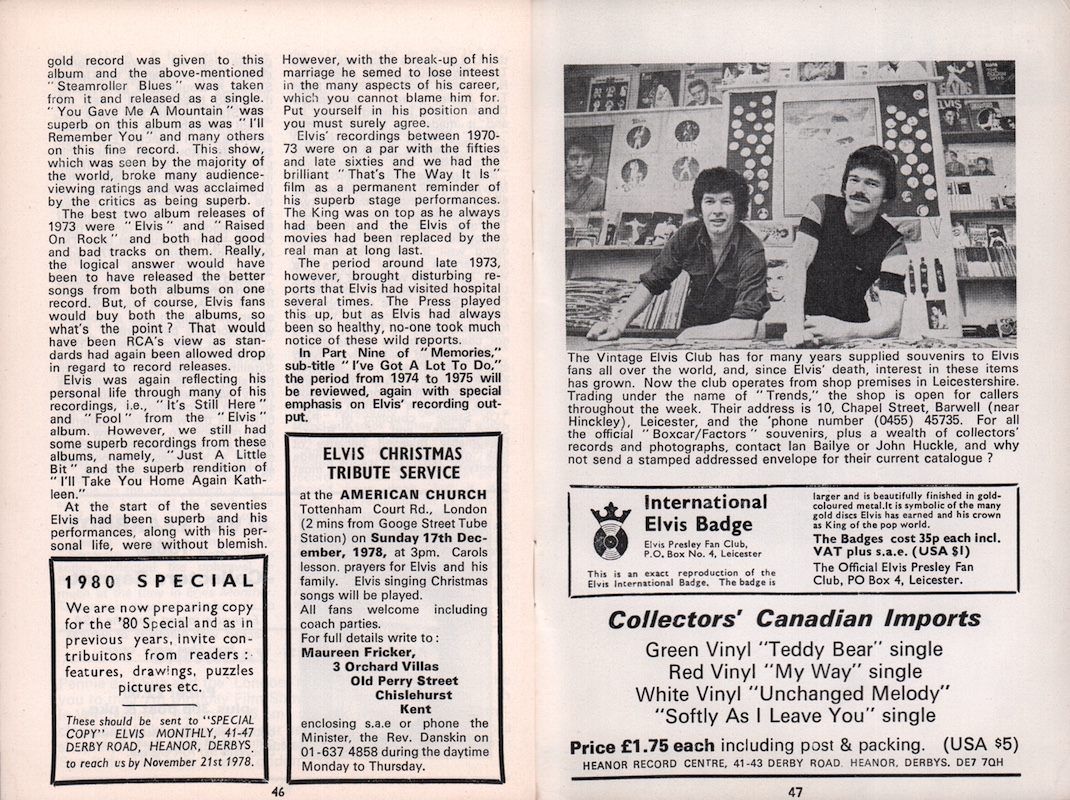 gold record was given to this
album and the above-mentioned
"Steamroller Blues" was taken
from it and released as a single.
"You Gave Me A Mountain" was
superb on this album as was "I'll
Remember You" and many others
on this fine record. This show,
which was seen by the majority of
the world, broke many audience-
viewing ratings and was acclaimed
by the critics as being superb.
The best two album releases of
1973 were "Elvis" and "Raised
On Rock" and both had good
and bad tracks on them. Really,
the logical answer would have
been to have released the better
songs from both albums on one
record. But, of course, Elvis fans
would buy both the albums, so
what's the point? That would
have been RCA's view as stan-
dards had again been allowed drop
in regard to record releases.
Elvis was again reflecting his
personal life through many of his
recordings, i.e., "It's Still Here"
and "Fool" from the "Elvis"
album. However, we still had
some superb recordings from these
albums, namely, "Just A Little
Bit" and the superb rendition of
"I'll Take You Home Again Kath-
leen."
At the start of the seventies
Elvis had been superb and his
performances, along with his per-
sonal life, were without blemish.
1980 SPECIAL
We are now preparing copy
for the '80 Special and as in
previous years, invite con-
tribuitons from readers:
features, drawings, puzzles
pictures etc.
These should be sent to "SPECIAL
COPY" ELVIS MONTHLY, 41-47
DERBY ROAD, HEANOR, DERBYS.
to reach us by November 21st 1978.
However, with the break-up of his
marriage he semed to lose inteest
in the many aspects of his career,
which you cannot blame him for.
Put yourself in his position and
you must surely agree.
Elvis' recordings between 1970-
73 were on a par with the fifties
and late sixties and we had the
brilliant "That's The Way It Is"
film as a permanent reminder of
his superb stage performances.
The King was on top as he always
had been and the Elvis of the
movies had been replaced by the
real man at long last.
The period around late 1973,
however, brought disturbing re-
ports that Elvis had visited hospital
several times. The Press played
this up, but as Elvis had always
been so healthy, no-one took much
notice of these wild reports.
In Part Nine of "Memories,"
sub-title "I've Got A Lot To Do,"
the period from 1974 to 1975 will
be reviewed, again with special
emphasis on Elvis' recording out-
put.
ELVIS CHRISTMAS
TRIBUTE SERVICE
at the AMERICAN CHURCH
Tottenham Court Rd., London
(2 mins from Googe Street Tube
Station) on Sunday 17th Dec-
ember, 1978, at 3pm. Carols
lesson. prayers for Elvis and his
family. Elvis singing Christmas
songs will be played.
All fans welcome including
coach parties.
For full details write to:
Maureen Fricker,
3 Orchard Villas
Old Perry Street
Chislehurst
Kent
enclosing s.a.e or phone the
Minister, the Rev. Danskin on
01-637 4858 during the daytime
Monday to Thursday.
46
ELVIS
The Vintage Elvis Club has for many years supplied souvenirs to Elvis
fans all over the world, and, since Elvis' death, interest in these items
has grown. Now the club operates from shop premises in Leicestershire.
Trading under the name of "Trends," the shop is open for callers
throughout the week. Their address is 10, Chapel Street, Barwell (near
Hinckley), Leicester, and the 'phone number (0455) 45735. For all
the official "Boxcar/Factors" souvenirs, plus a wealth of collectors'
records and photographs, contact Ian Bailye or John Huckle, and why
not send a stamped addressed envelope for their current catalogue?
International
Elvis Badge
Elvis Presley Fan Club,
P.O. Box No. 4, Leicester
This is an exact reproduction of the
Elvis International Badge. The badge is
larger and is beautifully finished in gold-
coloured metal.It is symbolic of the many
gold discs Elvis has earned and his crown
as King of the pop world.
The Badges cost 35p each incl.
VAT plus s.a.e. (USA $1)
The Official Elvis Presley Fan
Club, PO Box 4, Leicester.
Collectors' Canadian Imports
Green Vinyl "Teddy Bear" single
Red Vinyl "My Way" single
White Vinyl "Unchanged Melody"
"Softly As I Leave You" single
Price £1.75 each including post & packing. (USA $5)
HEANOR RECORD CENTRE, 41-43 DERBY ROAD. HEANOR, DERBYS. DE7 7QH
47